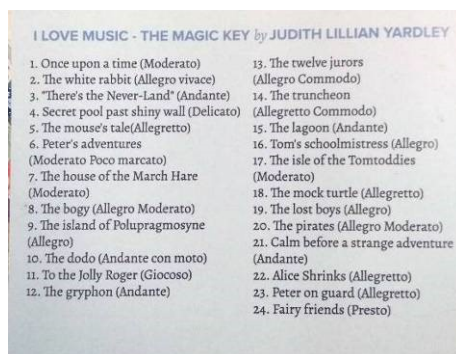 I LOVE MUSIC - THE MAGIC KEY by JUDITH LILLIAN YARDLEY
1. Once upon a time (Moderato)
2. The white rabbit (Allegro vivace)
3. "There's the Never-Land" (Andante)
4. Secret pool past shiny wall (Delicato)
5. The mouse's tale(Allegretto)
6. Peter's adventures
(Moderato Poco marcato)
7. The house of the March Hare
(Moderato)
8. The bogy (Allegro Moderato)
9. The island of Polupragmosyne
(Allegro)
10. The dodo (Andante con moto)
11. To the Jolly Roger (Giocoso)
12. The gryphon (Andante)
13. The twelve jurors
(Allegro Commodo)
14. The truncheon
(Allegretto Commodo)
15. The lagoon (Andante)
16. Tom's schoolmistress (Allegro)
17. The isle of the Tomtoddies
(Moderato)
18. The mock turtle (Allegretto)
19. The lost boys (Allegro)
20. The pirates (Allegro Moderato)
21. Calm before a strange adventure
(Andante)
22. Alice Shrinks (Allegretto)
23. Peter on guard (Allegretto)
24. Fairy friends (Presto)